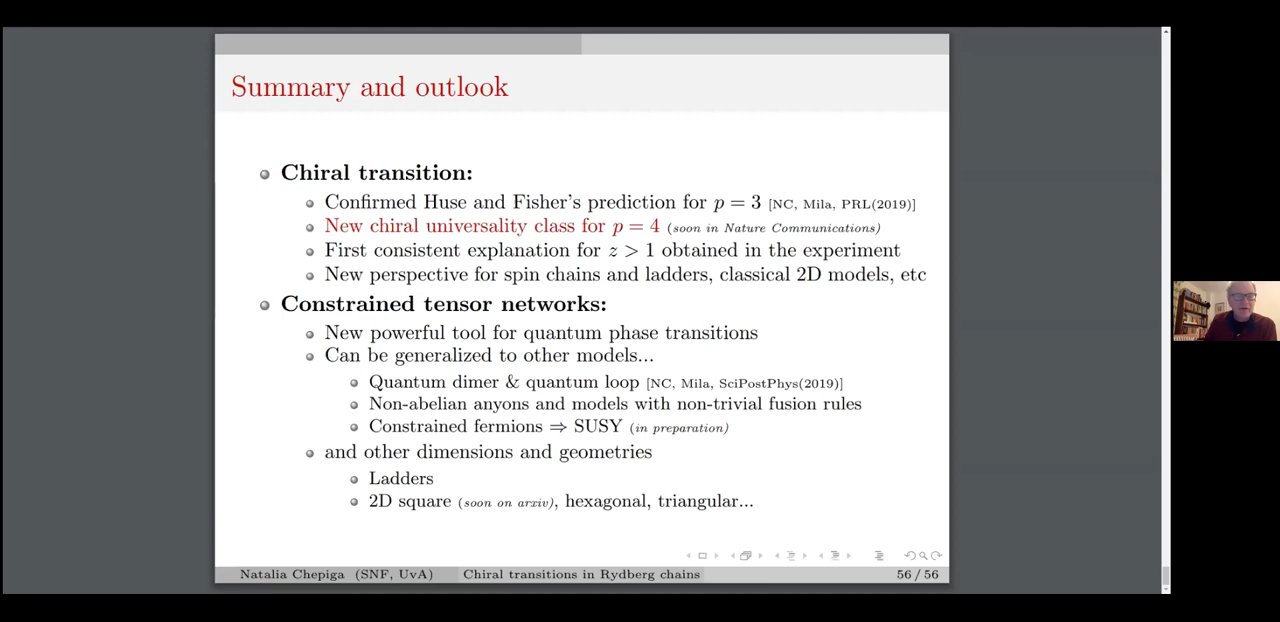 Summary and outlook
Chiral transition:
Confirmed Huse and Fisher's prediction for p = 3 [NC, Mila, PRL(2019)]
New chiral universality class for p = 4 (soon in Nature Communications)
First consistent explanation for z > 1 obtained in the experiment
New perspective for spin chains and ladders, classical 2D models, etc
Constrained tensor networks:
New powerful tool for quantum phase transitions
Can be generalized to other models...
Quantum dimer & quantum loop [NC, Mila, SciPostPhys(2019)]
Non-abelian anyons and models with non-trivial fusion rules
Constrained fermions ⇒ SUSY (in preparation)
and other dimensions and geometries
Ladders
2D square (soon on arxiv), hexagonal, triangular...
Natalia Chepiga (SNF, UvA) Chiral transitions in Rydberg chains 56 / 56